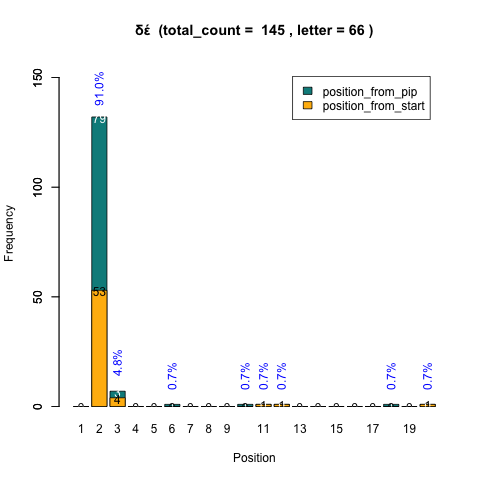 δέ (total_count = 145 , letter = 66 )
position_from_pip
position_from_start
Frequency
150
100
50
0
91.0%
79
53
4.8%
4
0.7%
0.7%
0.7%
0.7%
0.7%
0.7%
1 2 3 4 5 6 7 8 9 11 13 15 17 19
Position